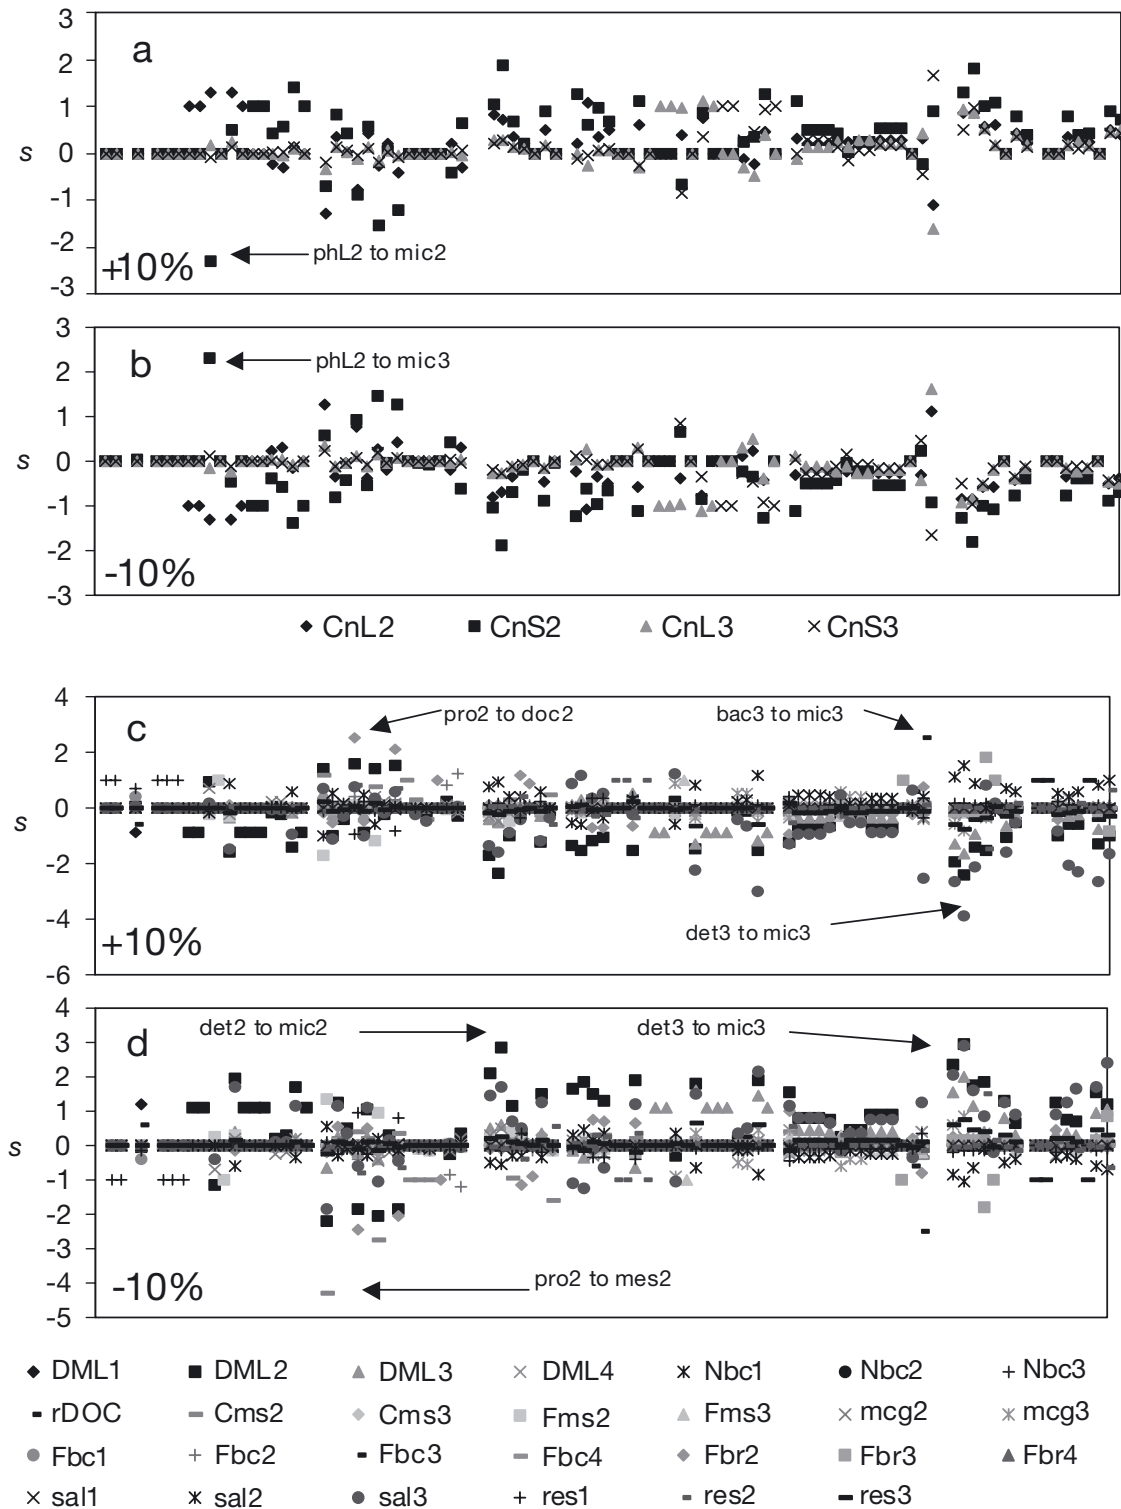 3
a
2
1
s
0
-1
-2
+10%
phL2 to mic2
-3
3
b
phL2 to mic3
2
1
s
0
-1
-2
-10%
-3
CnL2 CnS2 CnL3 CnS3
4
c
pro2 to doc2
bac3 to mic3
2
0
s
-2
-4
+10%
det3 to mic3
-6
4
d
det2 to mic2
det3 to mic3
3
2
1
s
0
-1
-2
-3
-4
-10%
pro2 to mes2
-5
DML1 DML2 DML3 DML4 Nbc1 Nbc2 Nbc3
rDOC Cms2 Cms3 Fms2 Fms3 mcg2 mcg3
Fbc1 Fbc2 Fbc3 Fbc4 Fbr2 Fbr3 Fbr4
sal1 sal2 sal3 res1 res2 res3